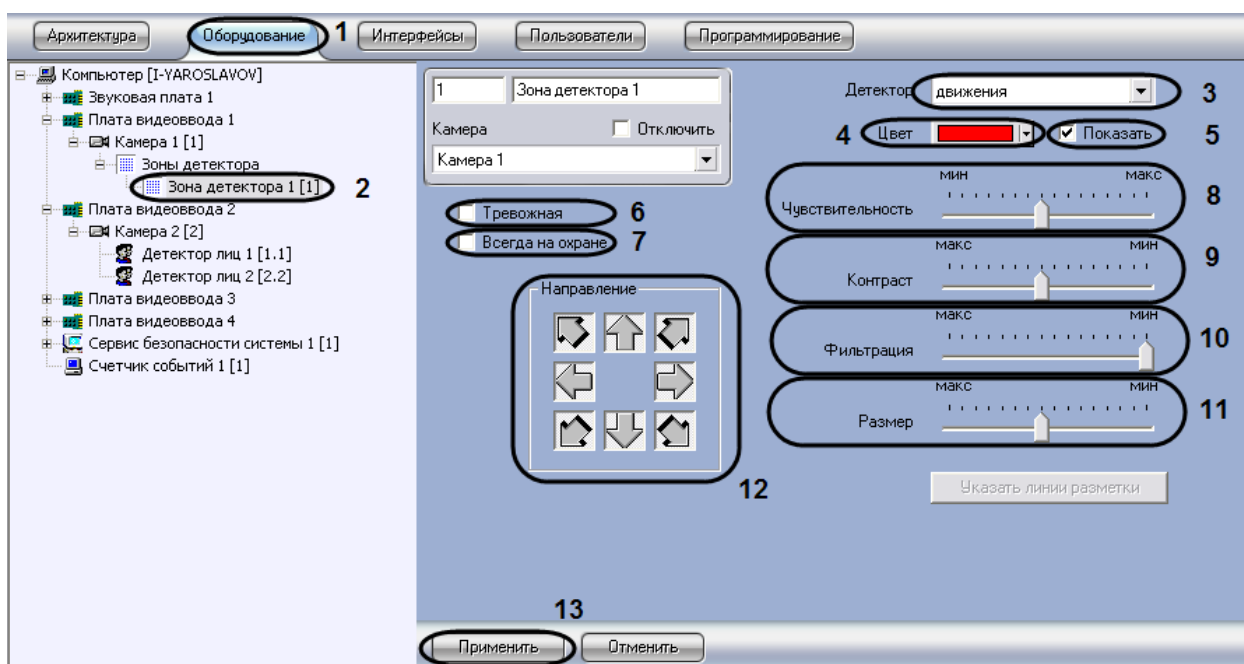 Архитектура Оборудование 1 Интерфейсы Пользователи Программирование
Компьютер [I-YAROSLAVOV]
Звуковая плата 1
Плата видеоввода 1
Камера 1 [1]
Зоны детектора
Зона детектора 1 [1] 2
Плата видеоввода 2
Камера 2 [2]
Детектор лиц 1 [1.1]
Детектор лиц 2 [2.2]
Плата видеоввода 3
Плата видеоввода 4
Сервис безопасности системы 1 [1]
Счетчик событий 1 [1]
1 Зона детектора 1
Камера Отключить
Камера 1
Тревожная 6
Всегда на охране 7
Направление
12
Детектор движения 3
4 Цвет Показать 5
мин макс
Чувствительность 8
макс мин
Контраст 9
макс мин
Фильтрация 10
макс мин
Размер 11
Указать линии разметки
13
Применить Отменить